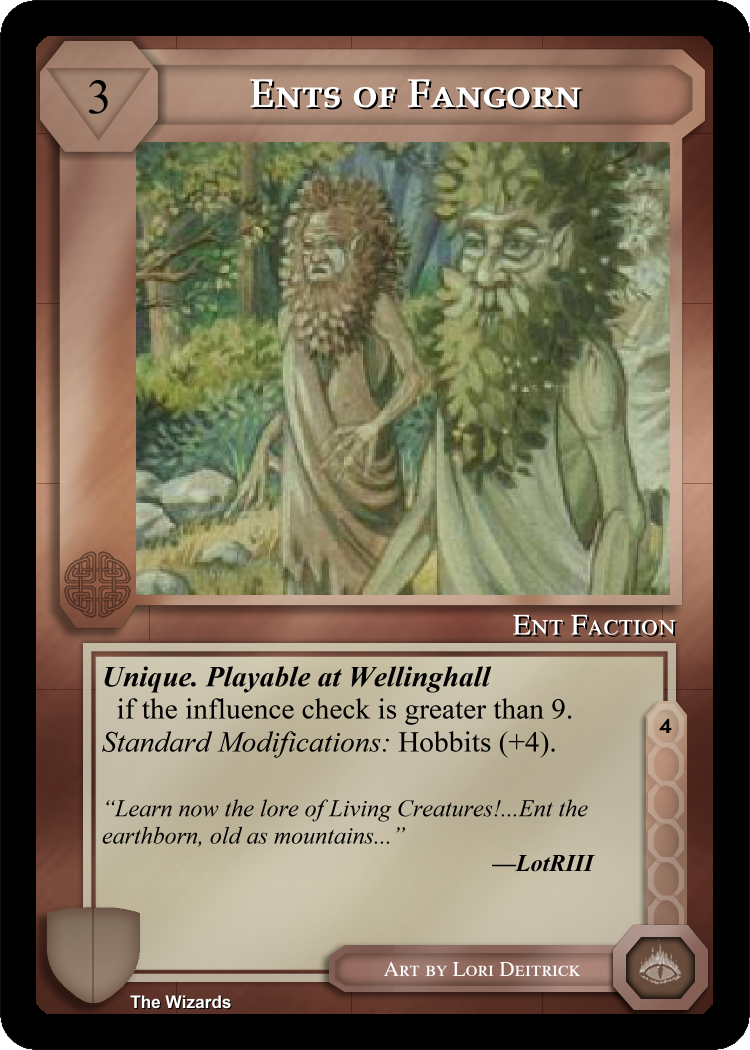 3
Ents of Fangorn
Ent Faction
Unique. Playable at Wellinghall
if the influence check is greater than 9.
Standard Modifications: Hobbits (+4).
4
“Learn now the lore of Living Creatures!...Ent the
earthborn, old as mountains...”
—LotRIII
Art by Lori Deitrick
The Wizards